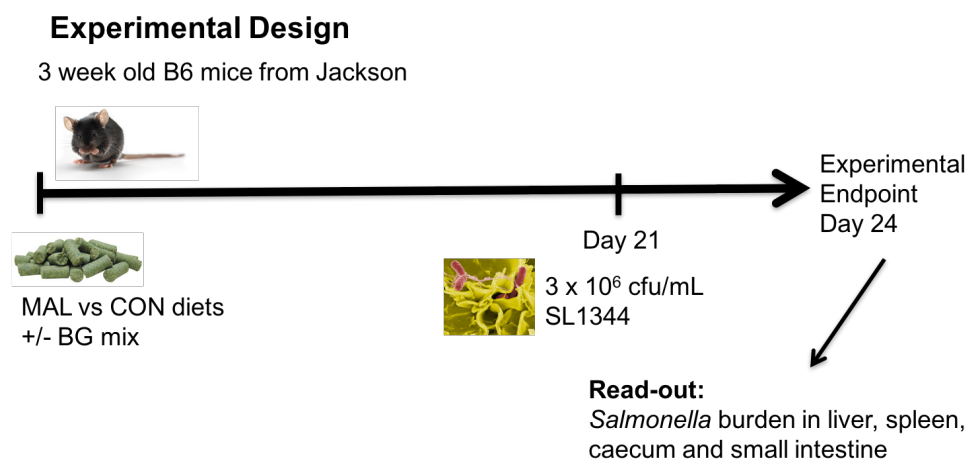 Experimental Design
3 week old B6 mice from Jackson
Experimental
Endpoint
Day 24
Day 21
3 x 10⁶ cfu/mL
SL1344
MAL vs CON diets
+/- BG mix
Read-out:
Salmonella burden in liver, spleen,
caecum and small intestine